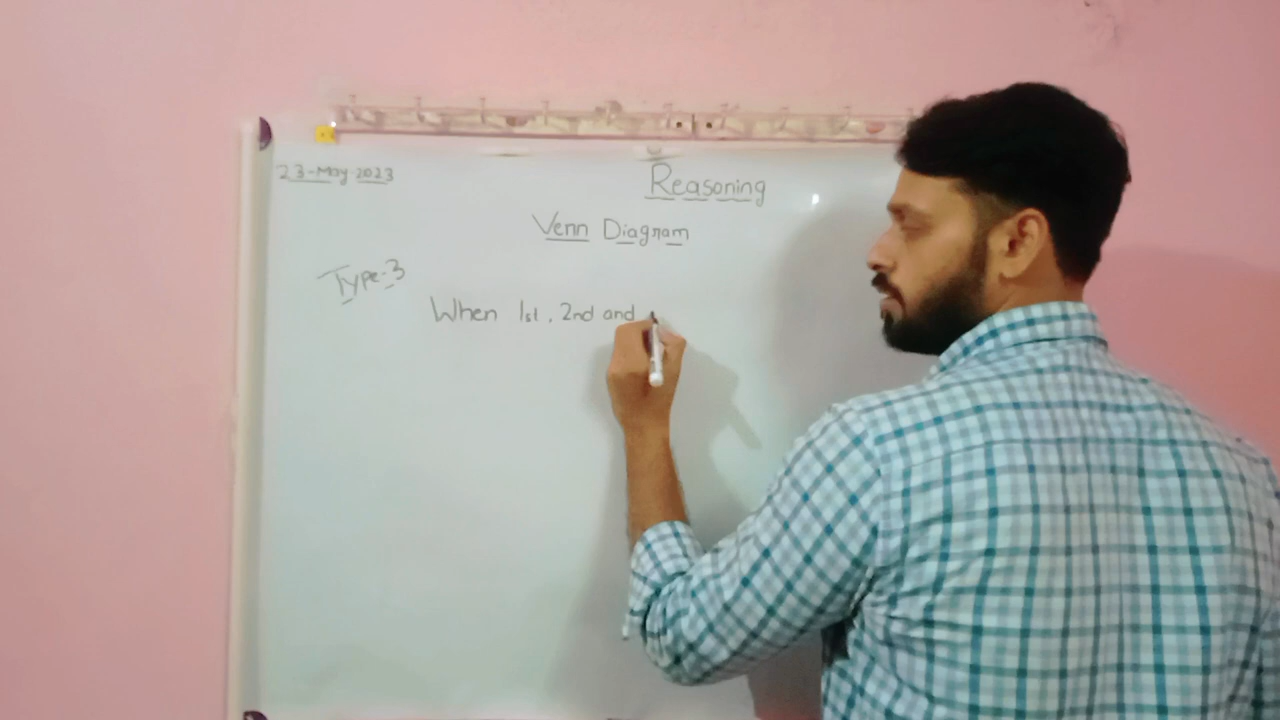 23-May 2023
Reasoning
Venn Diagram
Type-3
When 1st, 2nd and